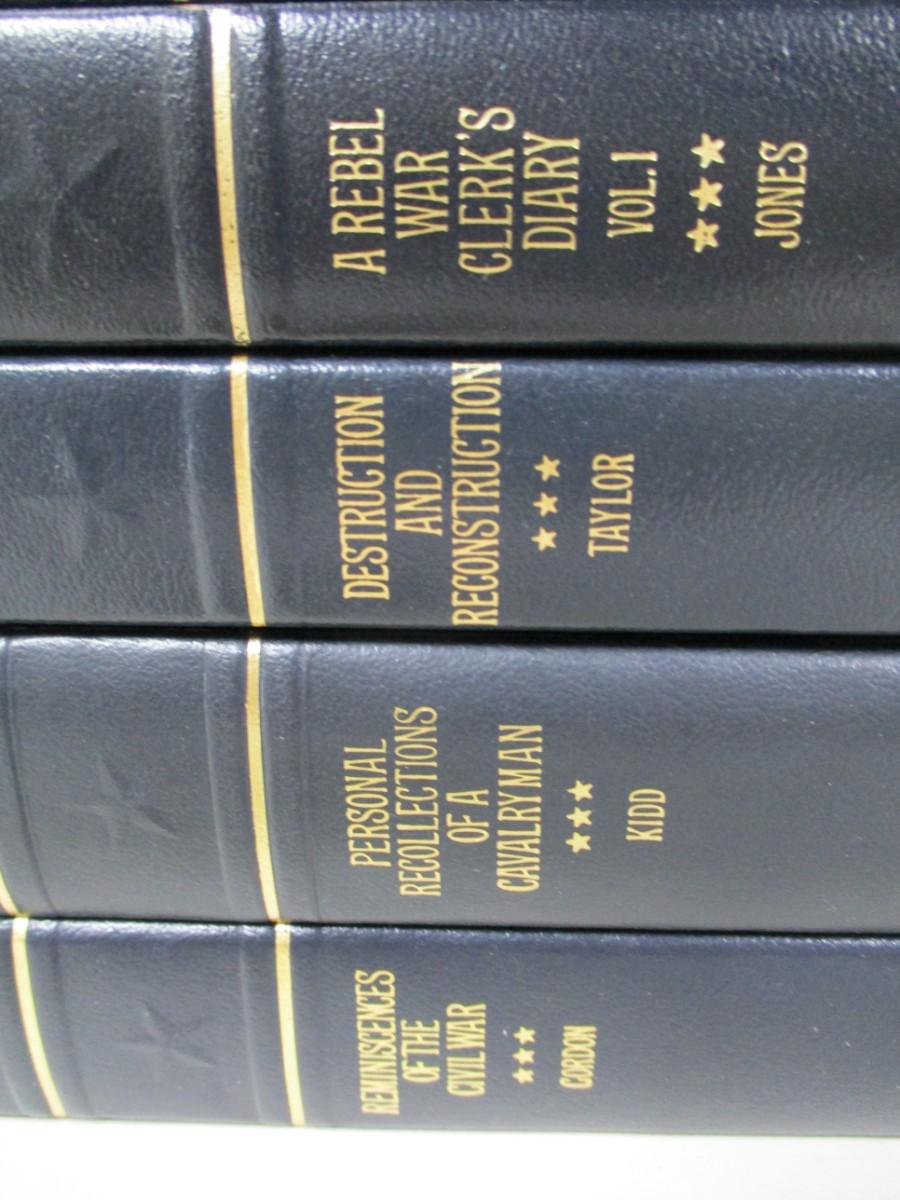 A REBEL
WAR
CLERK'S
DIARY
VOL. I
JONES
DESTRUCTION
AND
RECONSTRUCTION
TAYLOR
PERSONAL
RECOLLECTIONS
OF A
CAVALRYMAN
KIDD
REMINISCENCES
OF THE
CIVIL WAR
GORDON